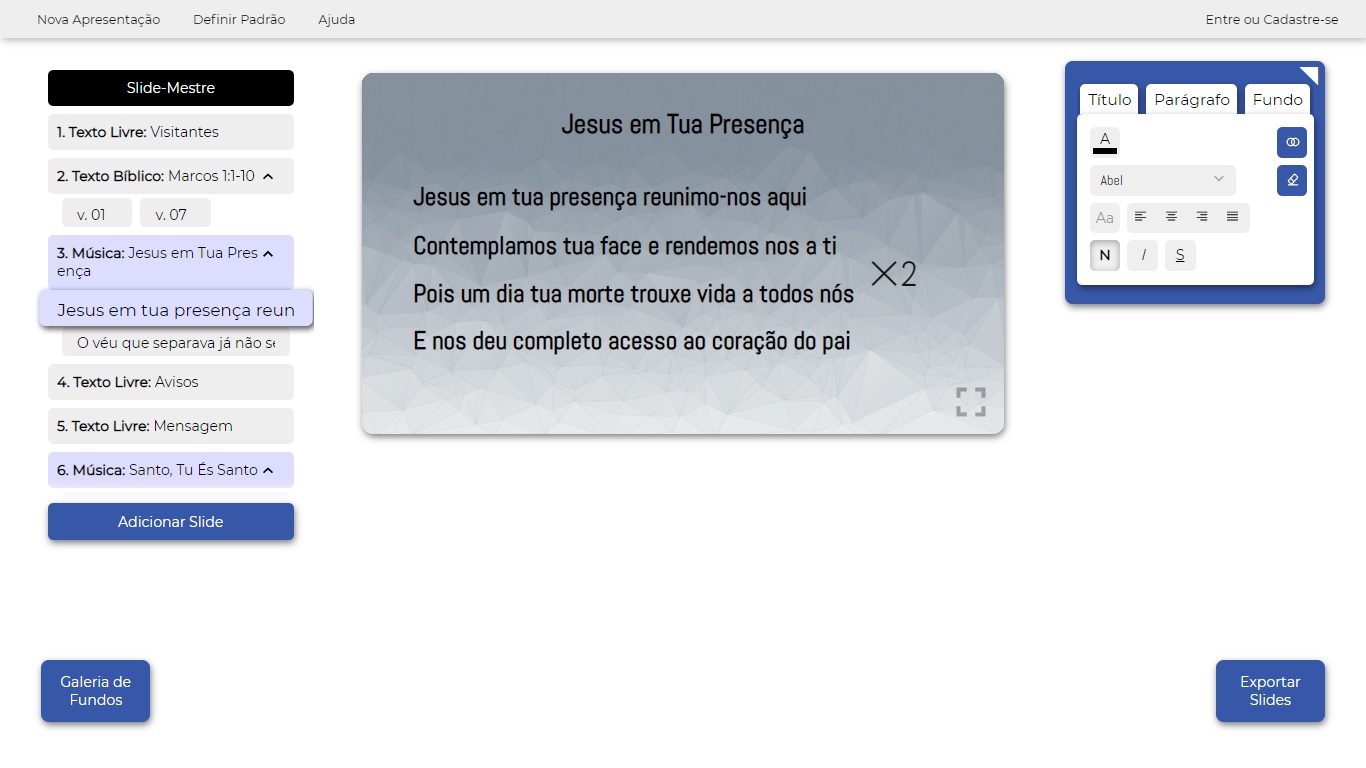 Nova Apresentação Definir Padrão Ajuda Entre ou Cadastre-se
Slide-Mestre
1. Texto Livre: Visitantes
2. Texto Bíblico: Marcos 1:1-10
v. 01 v. 07
3. Música: Jesus em Tua Pres
ença
Jesus em tua presença reun
O véu que separava já não se
4. Texto Livre: Avisos
5. Texto Livre: Mensagem
6. Música: Santo, Tu És Santo
Adicionar Slide
Galeria de
Fundos
Jesus em Tua Presença
Jesus em tua presença reunimo-nos aqui
Contemplamos tua face e rendemos nos a ti
Pois um dia tua morte trouxe vida a todos nós
E nos deu completo acesso ao coração do pai
×2
Título Parágrafo Fundo
A
Abel
Aa
N I S
Exportar
Slides